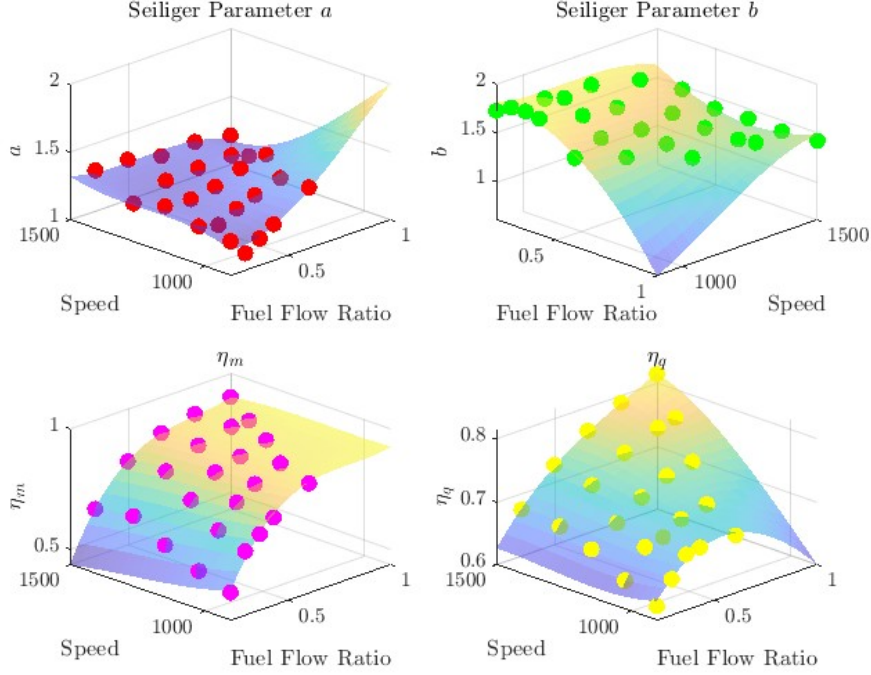 Seiliger Parameter a
2
1.5
1
a
1500
1000
Speed
0.5
1
Fuel Flow Ratio
Seiliger Parameter b
2
1.5
1
b
0.5
1
Fuel Flow Ratio
1000
1500
Speed
ηm
1
0.5
ηm
1500
1000
Speed
0.5
1
Fuel Flow Ratio
ηq
0.8
0.7
0.6
ηq
1500
1000
Speed
0.5
1
Fuel Flow Ratio